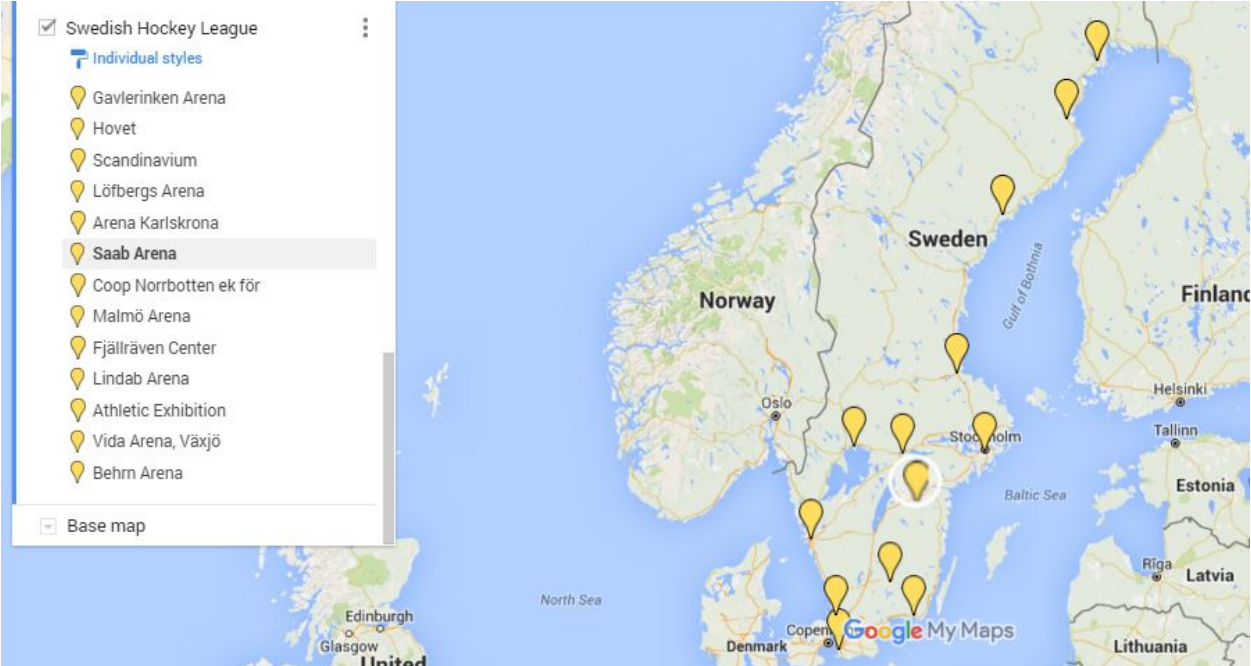 Swedish Hockey League
Individual styles
Gavlerinken Arena
Hovet
Scandinavium
Löfbergs Arena
Arena Karlskrona
Saab Arena
Coop Norrbotten ek för
Malmö Arena
Fjällräven Center
Lindab Arena
Athletic Exhibition
Vida Arena, Växjö
Behrn Arena
Base map
Sweden
Gulf of Bothnia
Norway
Finland
Oslo
Helsinki
Stockholm
Tallinn
Estonia
Baltic Sea
Rīga
Latvia
North Sea
Edinburgh
Glasgow
United
Denmark
Copen
Google My Maps
Lithuania